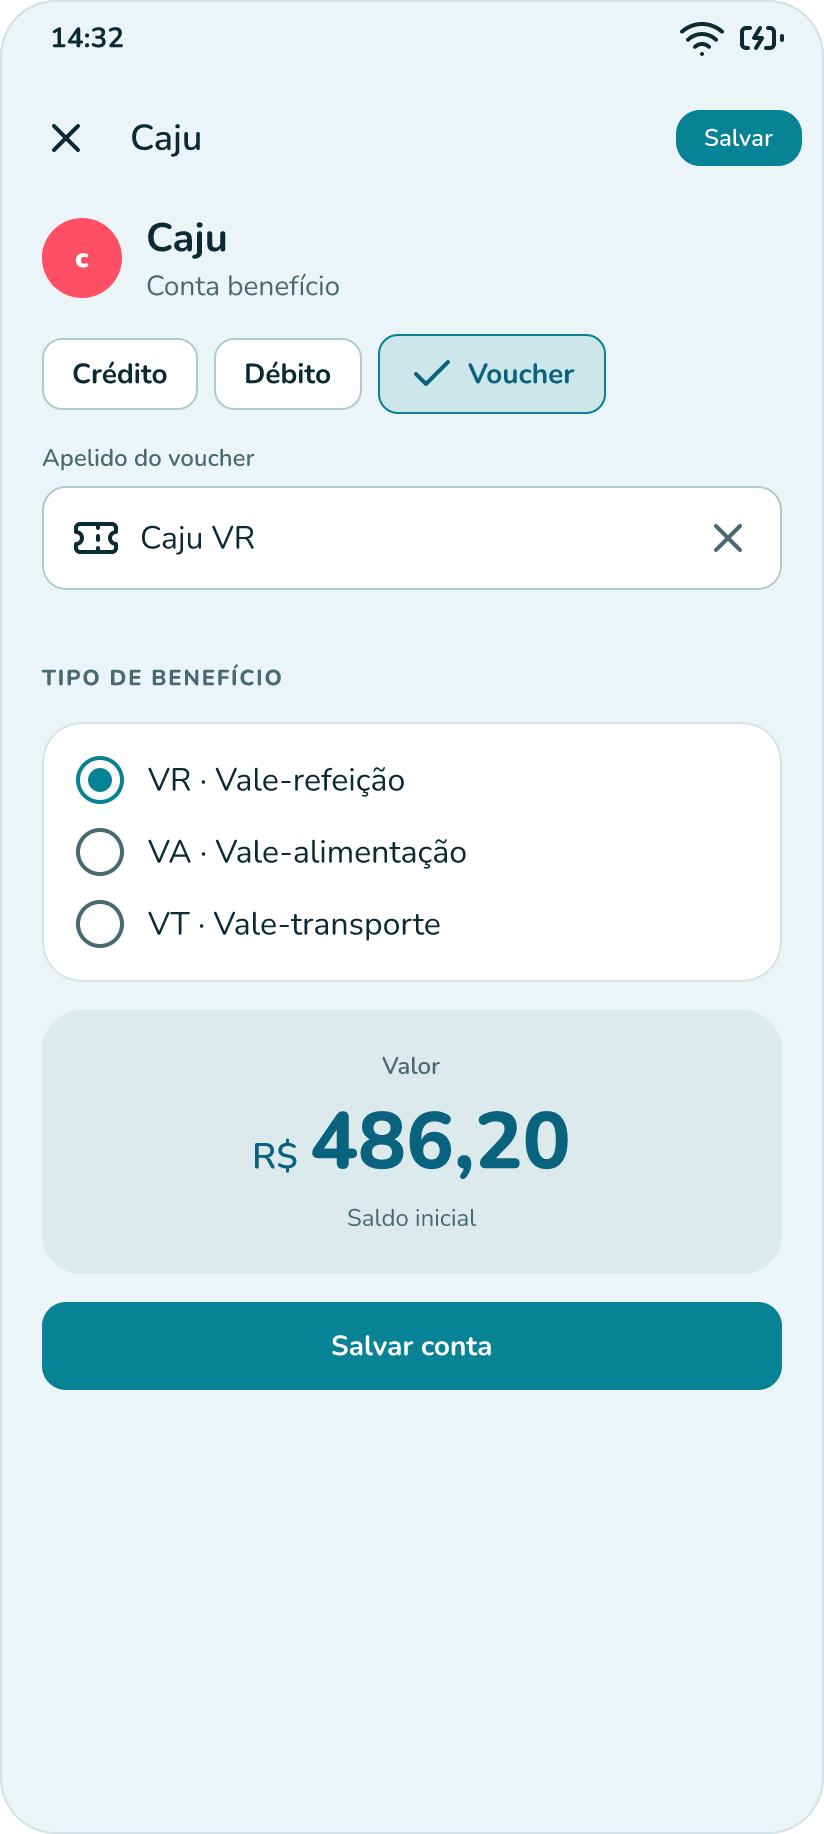 14:32
Caju
Salvar
c
Caju
Conta benefício
Crédito
Débito
Voucher
Apelido do voucher
Caju VR
TIPO DE BENEFÍCIO
VR · Vale-refeição
VA · Vale-alimentação
VT · Vale-transporte
Valor
R$ 486,20
Saldo inicial
Salvar conta